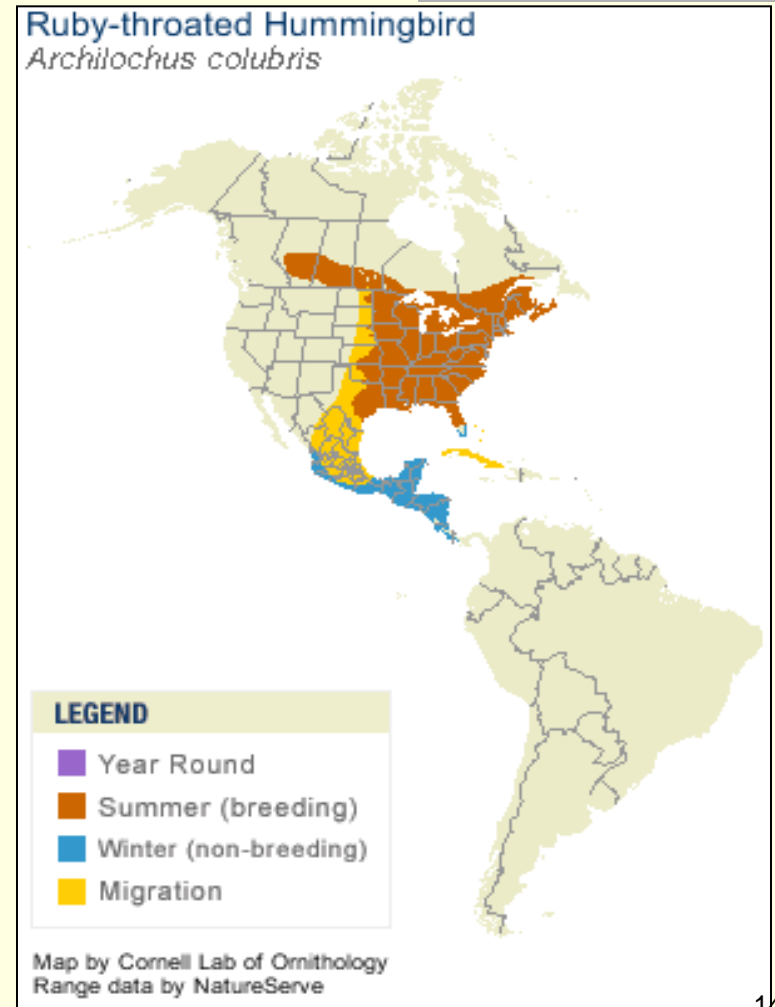 Ruby-throated Hummingbird
Archilochus colubris
LEGEND
Year Round
Summer (breeding)
Winter (non-breeding)
Migration
Map by Cornell Lab of Ornithology
Range data by NatureServe